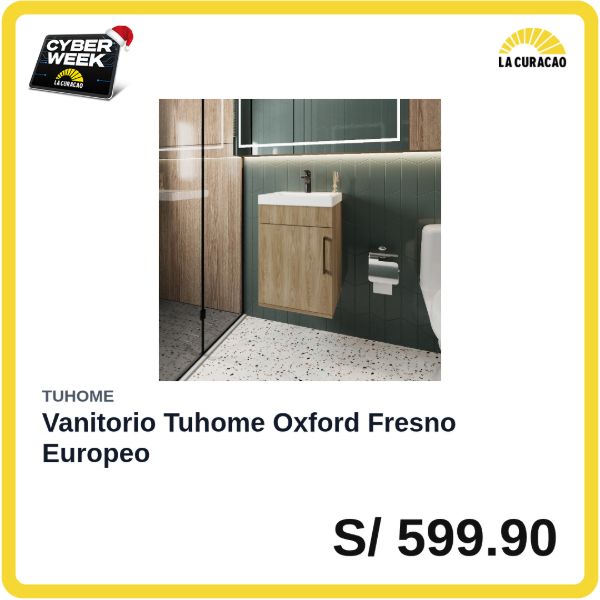 CYBER
WEEK
LA CURACAO
LA CURACAO
TUHOME
Vanitorio Tuhome Oxford Fresno
Europeo
S/ 599.90